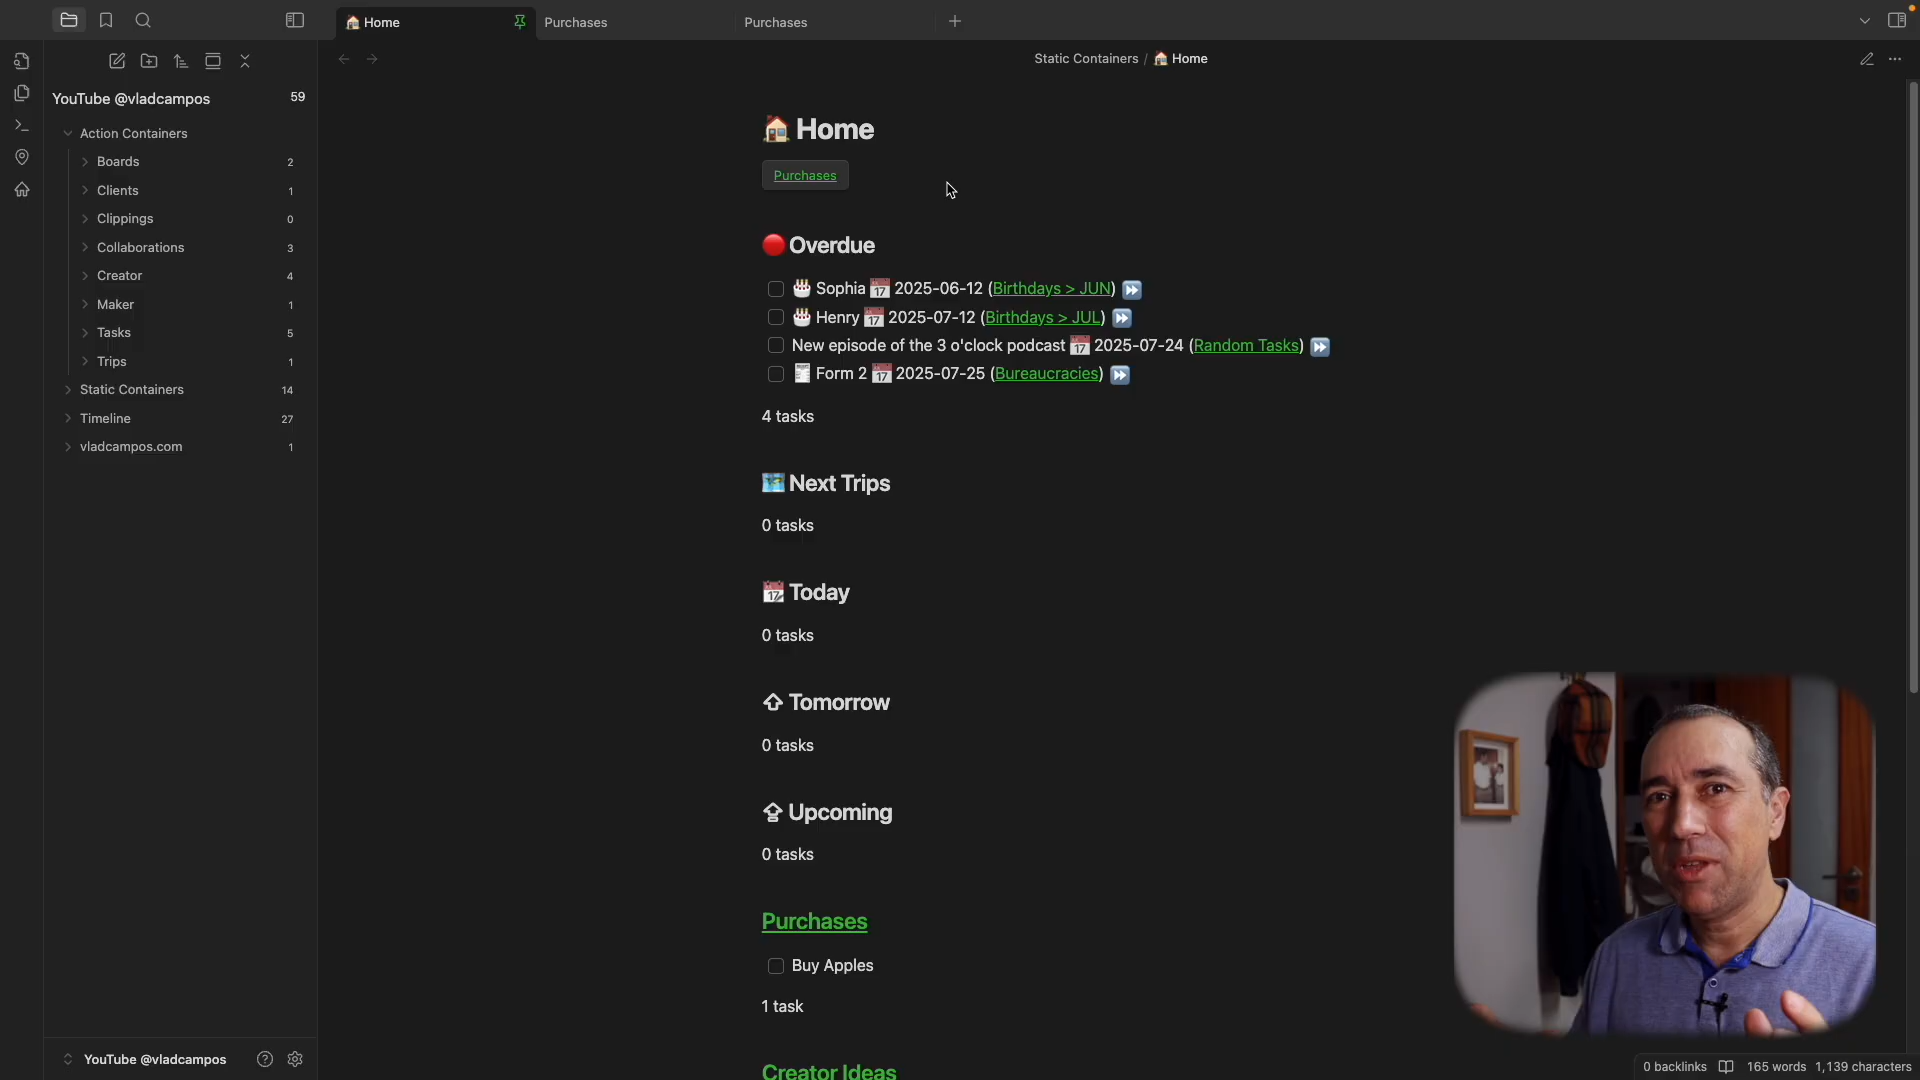 🏠 Home
Purchases
Purchases
YouTube @vladcampos 59
Action Containers
Boards 2
Clients 1
Clippings 0
Collaborations 3
Creator 4
Maker 1
Tasks 5
Trips 1
Static Containers 14
Timeline 27
vladcampos.com 1
YouTube @vladcampos
Static Containers / 🏠 Home
🏠 Home
Purchases
🔴 Overdue
🎂 Sophia 📅 2025-06-12 (Birthdays > JUN) ⏩
🎂 Henry 📅 2025-07-12 (Birthdays > JUL) ⏩
New episode of the 3 o'clock podcast 📅 2025-07-24 (Random Tasks) ⏩
🧾 Form 2 📅 2025-07-25 (Bureaucracies) ⏩
4 tasks
🗺️ Next Trips
0 tasks
📆 Today
0 tasks
Tomorrow
0 tasks
Upcoming
0 tasks
Purchases
Buy Apples
1 task
Creator Ideas
0 backlinks 165 words 1,139 characters